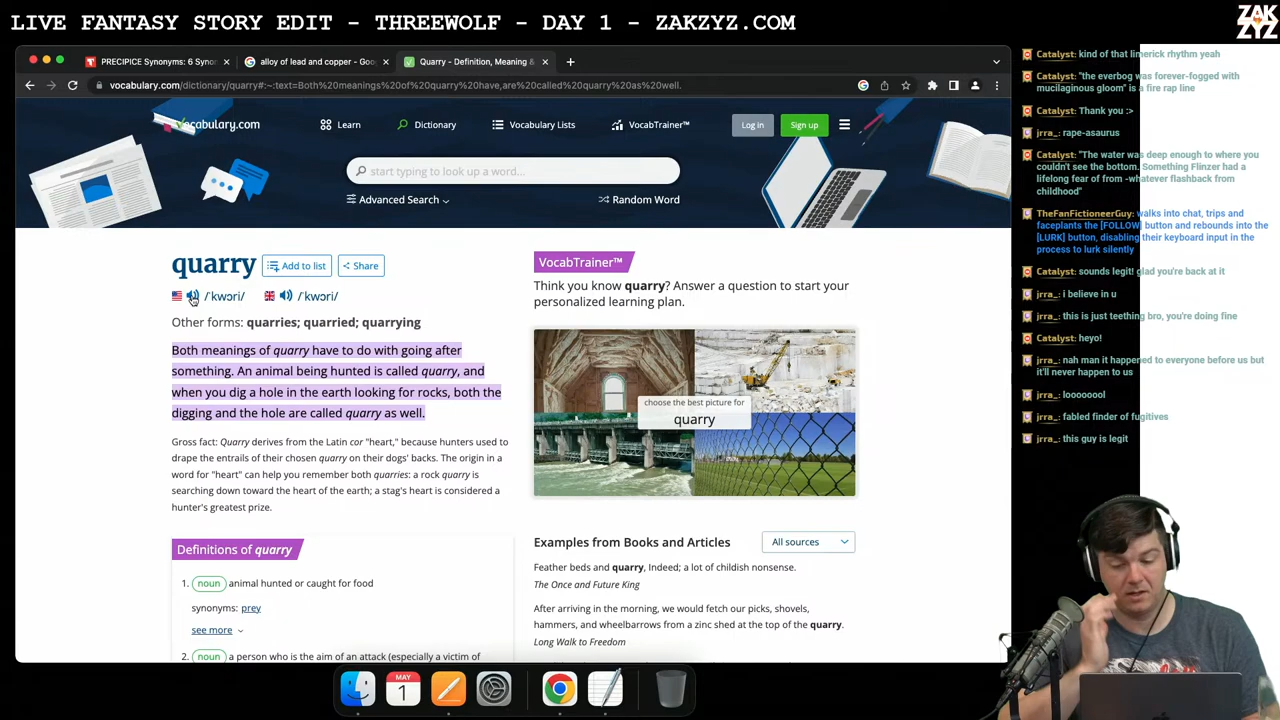 LIVE FANTASY STORY EDIT - THREEWOLF - DAY 1 - ZAKZYZ.COM
ZAK
ZYZ
PRECIPICE Synonyms: 6 Synon
alloy of lead and steel - Goo
Quarry - Definition, Meaning &
vocabulary.com/dictionary/quarry#:~:text=Both%20meanings%20of%20quarry%20have,are%20called%20quarry%20as%20well.
vocabulary.com
Learn
Dictionary
Vocabulary Lists
VocabTrainer™
Log in
Sign up
start typing to look up a word...
Advanced Search
Random Word
quarry
Add to list
Share
/ˈkwɔri/
/ˈkwɒri/
Other forms: quarries; quarried; quarrying
Both meanings of quarry have to do with going after
something. An animal being hunted is called quarry, and
when you dig a hole in the earth looking for rocks, both the
digging and the hole are called quarry as well.
Gross fact: Quarry derives from the Latin cor "heart," because hunters used to
drape the entrails of their chosen quarry on their dogs' backs. The origin in a
word for "heart" can help you remember both quarries: a rock quarry is
searching down toward the heart of the earth; a stag's heart is considered a
hunter's greatest prize.
Definitions of quarry
1. noun animal hunted or caught for food
synonyms: prey
see more
2. noun a person who is the aim of an attack (especially a victim of
VocabTrainer™
Think you know quarry? Answer a question to start your
personalized learning plan.
choose the best picture for
quarry
Examples from Books and Articles
All sources
Feather beds and quarry, Indeed; a lot of childish nonsense.
The Once and Future King
After arriving in the morning, we would fetch our picks, shovels,
hammers, and wheelbarrows from a zinc shed at the top of the quarry.
Long Walk to Freedom
Catalyst: kind of that limerick rhythm yeah
Catalyst: "the everbog was forever-fogged with
mucilaginous gloom" is a fire rap line
Catalyst: Thank you :>
jrra_: rape-asaurus
Catalyst: "The water was deep enough to where you
couldn't see the bottom. Something Flinzer had a
lifelong fear of from -whatever flashback from
childhood"
TheFanFictioneerGuy: walks into chat, trips and
faceplants the [FOLLOW] button and rebounds into the
[LURK] button, disabling their keyboard input in the
process to lurk silently
Catalyst: sounds legit! glad you're back at it
jrra_: i believe in u
jrra_: this is just teething bro, you're doing fine
Catalyst: heyo!
jrra_: nah man it happened to everyone before us but
it'll never happen to us
jrra_: looooool
jrra_: fabled finder of fugitives
jrra_: this guy is legit
MAY
1